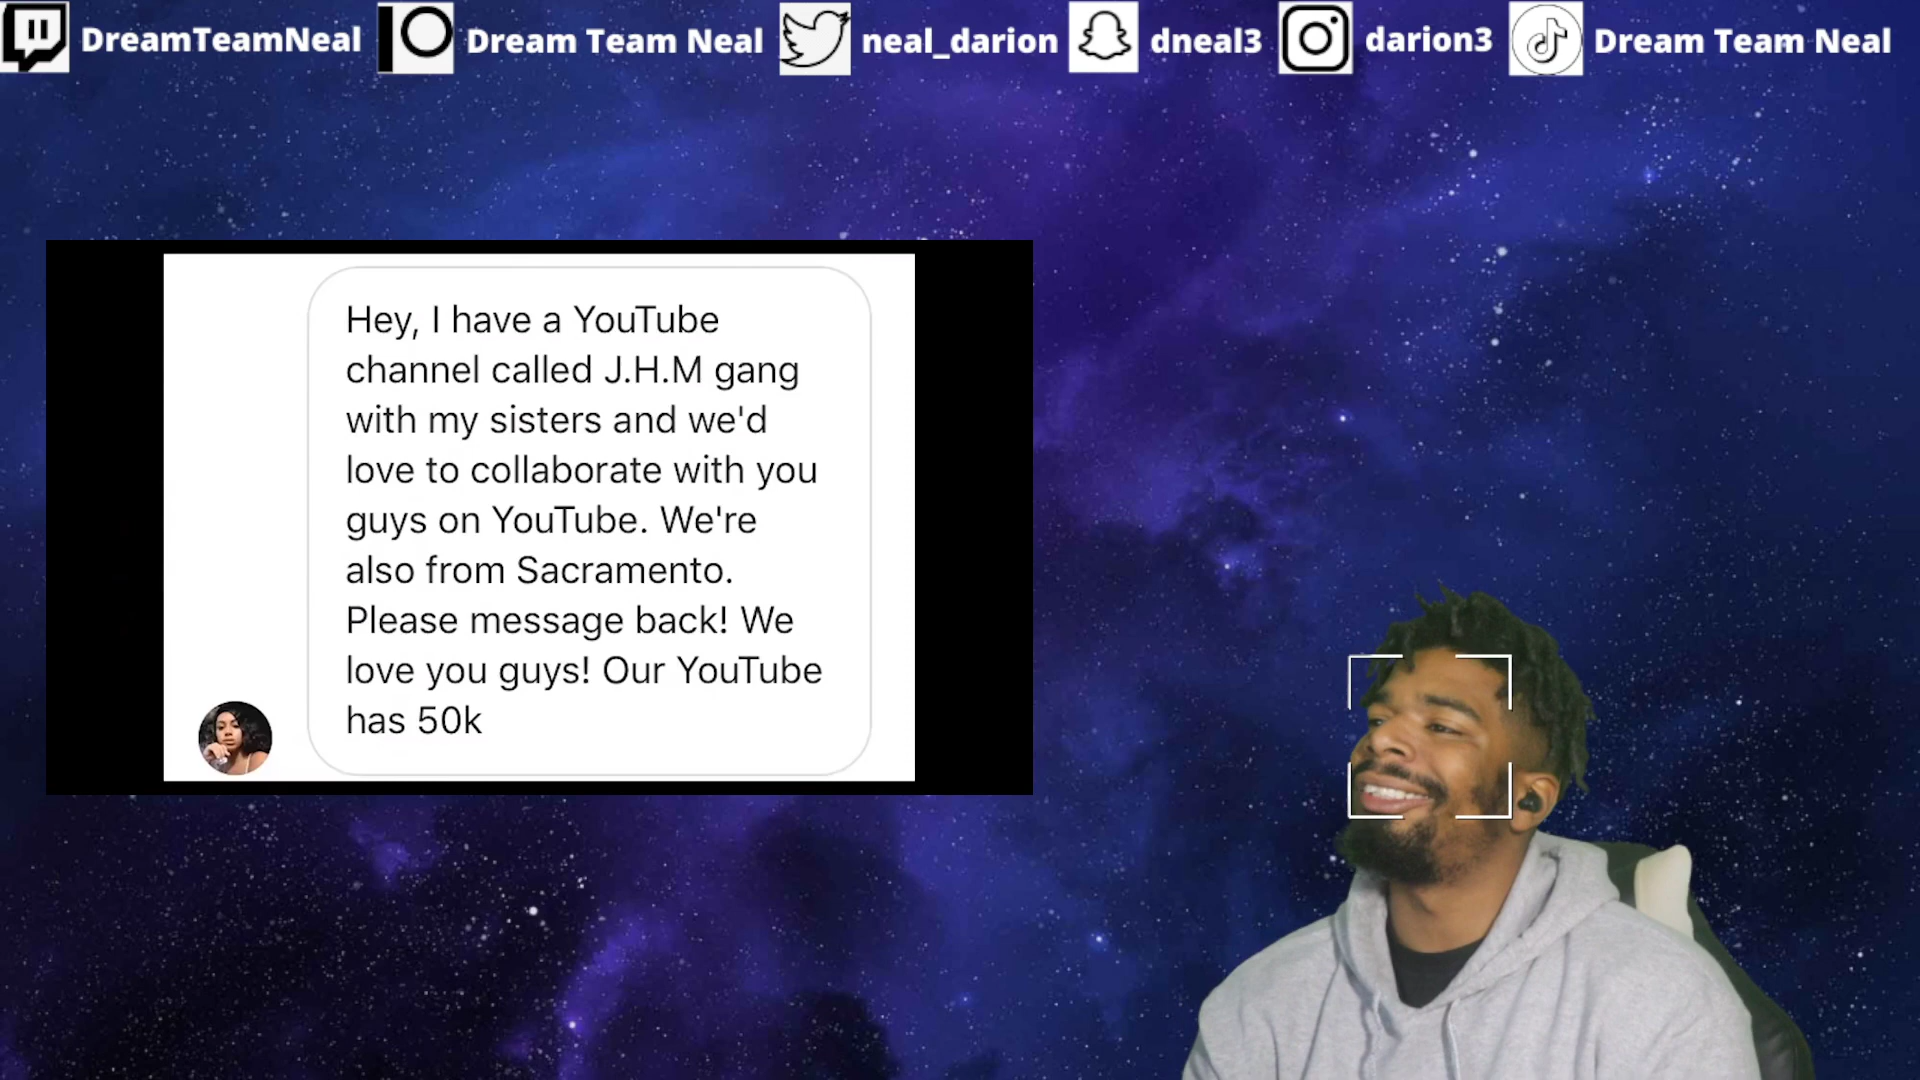 DreamTeamNeal Dream Team Neal neal_darion dneal3 darion3 Dream Team Neal
Hey, I have a YouTube
channel called J.H.M gang
with my sisters and we'd
love to collaborate with you
guys on YouTube. We're
also from Sacramento.
Please message back! We
love you guys! Our YouTube
has 50k